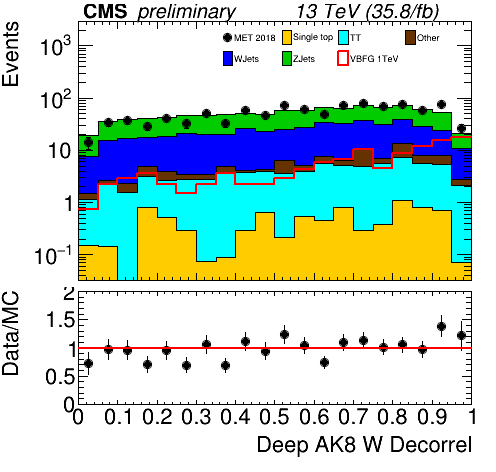 CMS preliminary 13 TeV (35.8/fb)
Events
MET 2018 Single top TT Other
WJets ZJets VBFG 1TeV
10³
10²
10
1
10⁻¹
Data/MC
2
1.5
1
0.5
0
0 0.1 0.2 0.3 0.4 0.5 0.6 0.7 0.8 0.9 1
Deep AK8 W Decorrel